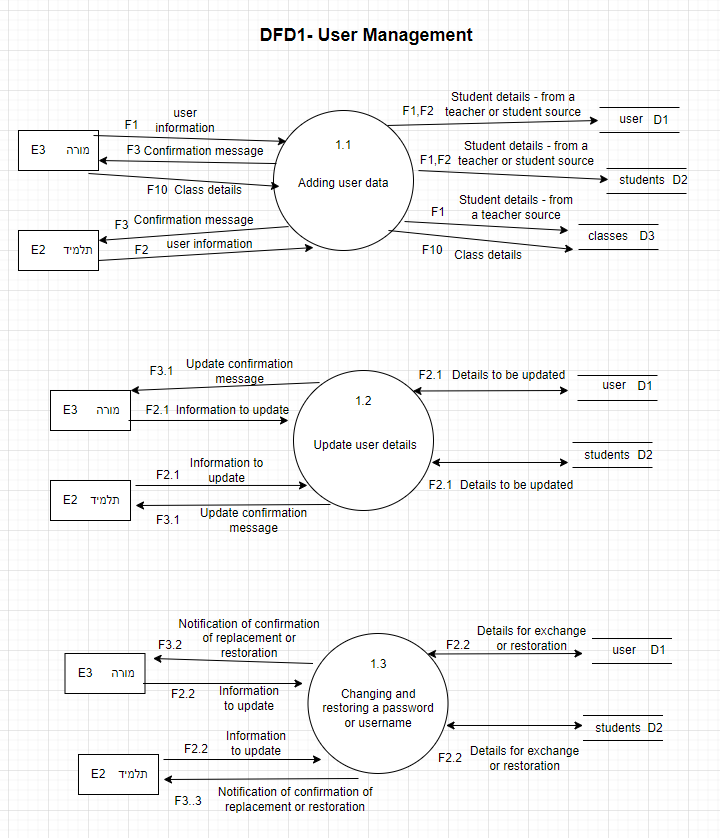 DFD1- User Management
user
information
F1
E3 מורה
F3 Confirmation message
F10 Class details
1.1
Adding user data
Student details - from a
teacher or student source
F1,F2
user D1
Student details - from a
teacher or student source
F1,F2
students D2
Student details - from
a teacher source
F1
classes D3
F10 Class details
F3 Confirmation message
E2 תלמיד
F2 user information
F3.1 Update confirmation
message
E3 מורה
F2.1 Information to update
1.2
Update user details
F2.1 Details to be updated
user D1
students D2
F2.1 Details to be updated
Information to
update
F2.1
E2 תלמיד
F3.1 Update confirmation
message
Notification of confirmation
of replacement or
restoration
F3.2
E3 מורה
F2.2 Information
to update
1.3
Changing and
restoring a password
or username
Details for exchange
or restoration
F2.2
user D1
students D2
F2.2 Details for exchange
or restoration
Information
to update
F2.2
E2 תלמיד
Notification of confirmation of
replacement or restoration
F3..3